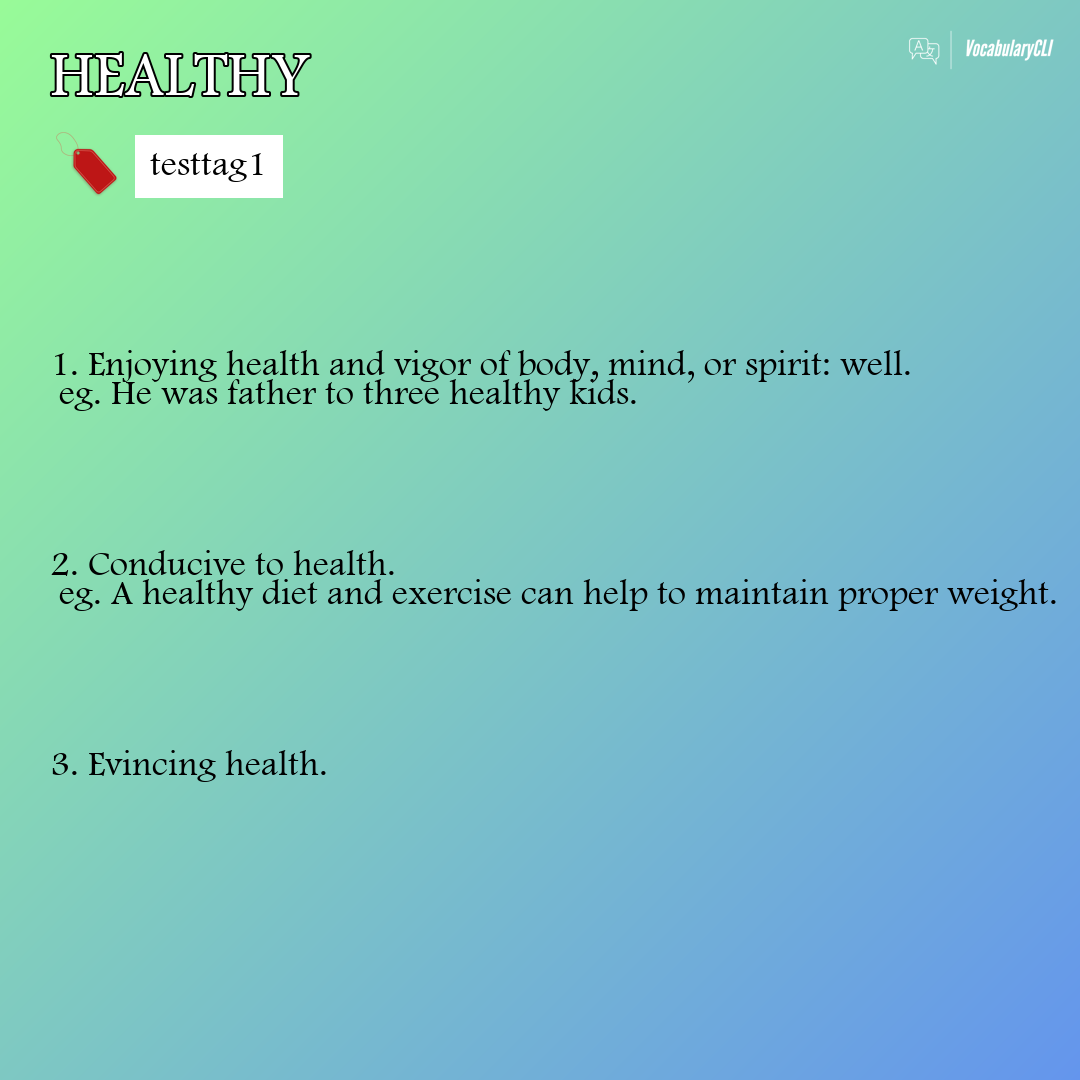 HEALTHY
VocabularyCLI
testtag1
1. Enjoying health and vigor of body, mind, or spirit: well.
eg. He was father to three healthy kids.
2. Conducive to health.
eg. A healthy diet and exercise can help to maintain proper weight.
3. Evincing health.